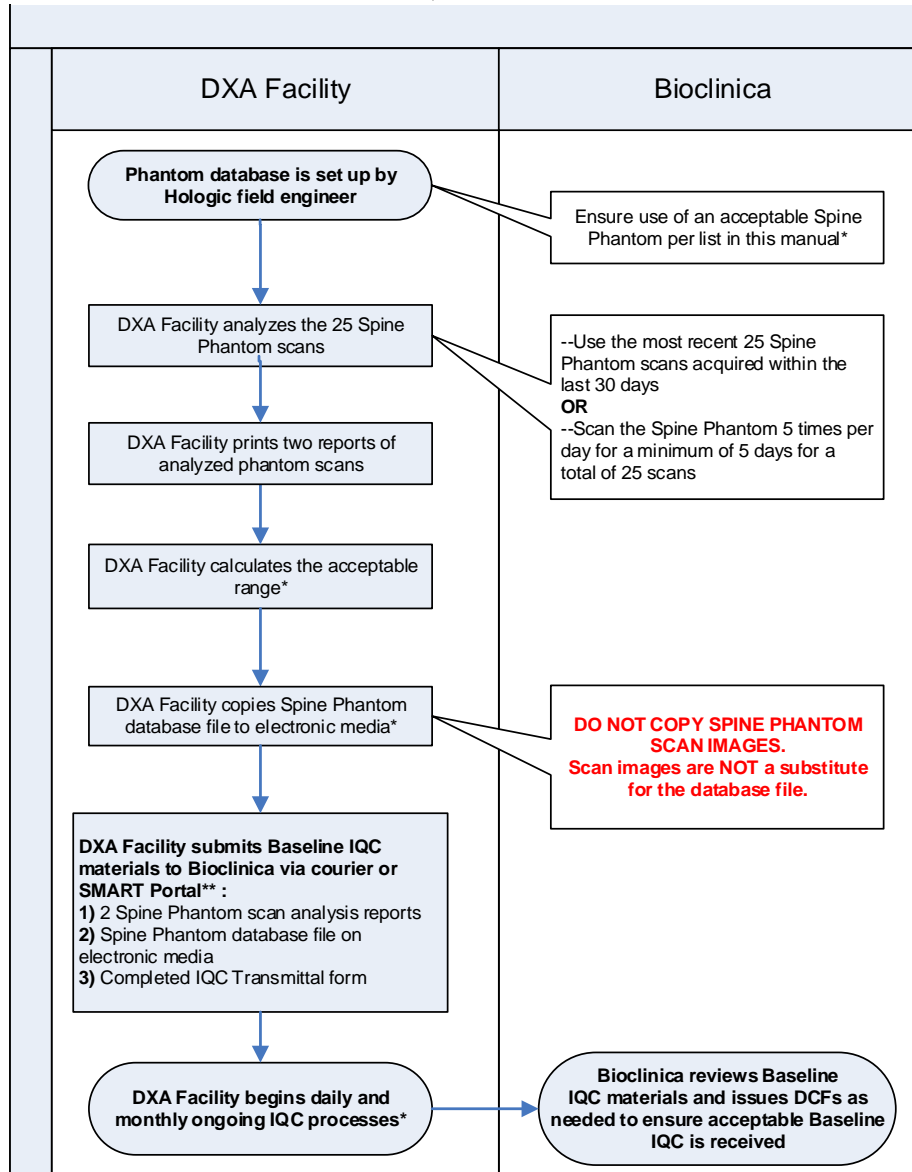 DXA Facility
Bioclinica
Phantom database is set up by
Hologic field engineer
Ensure use of an acceptable Spine
Phantom per list in this manual*
DXA Facility analyzes the 25 Spine
Phantom scans
--Use the most recent 25 Spine
Phantom scans acquired within the
last 30 days
OR
--Scan the Spine Phantom 5 times per
day for a minimum of 5 days for a
total of 25 scans
DXA Facility prints two reports of
analyzed phantom scans
DXA Facility calculates the acceptable
range*
DXA Facility copies Spine Phantom
database file to electronic media*
DO NOT COPY SPINE PHANTOM
SCAN IMAGES.
Scan images are NOT a substitute
for the database file.
DXA Facility submits Baseline IQC
materials to Bioclinica via courier or
SMART Portal** :
1) 2 Spine Phantom scan analysis reports
2) Spine Phantom database file on
electronic media
3) Completed IQC Transmittal form
DXA Facility begins daily and
monthly ongoing IQC processes*
Bioclinica reviews Baseline
IQC materials and issues DCFs as
needed to ensure acceptable Baseline
IQC is received